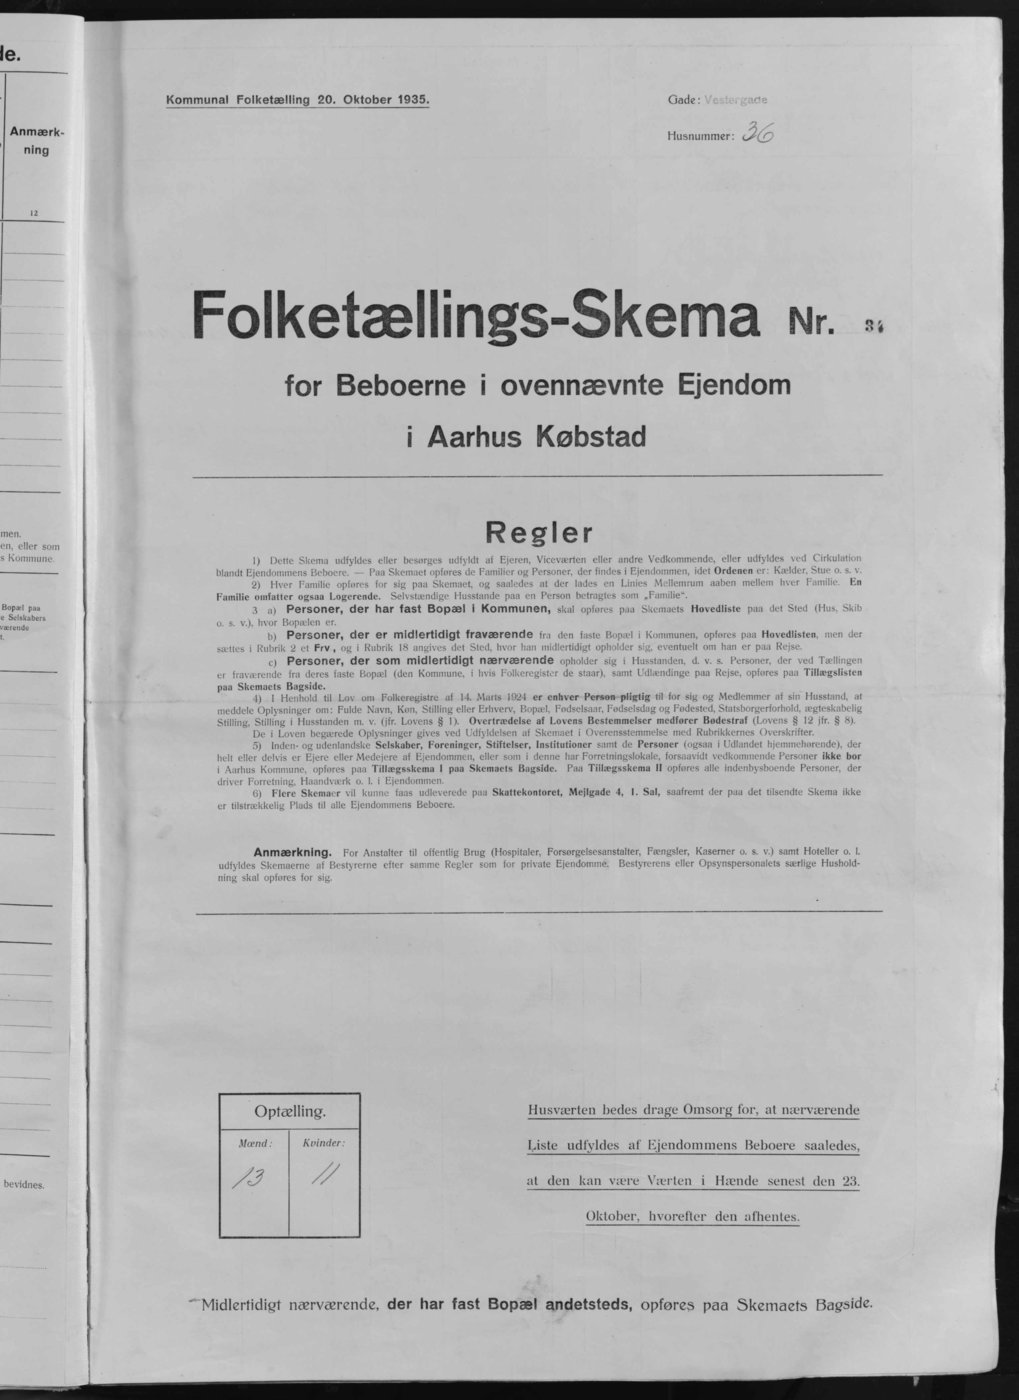 de.
Anmærk-
ning
12
men.
en, eller som
s Kommune.
Bopæl paa
e Selskabers
værende
t.
bevidnes.
Kommunal Folketælling 20. Oktober 1935.
Gade: Vestergade
Husnummer: 36
Folketællings-Skema Nr.
for Beboerne i ovennævnte Ejendom
i Aarhus Købstad
Regler
1) Dette Skema udfyldes eller besørges udfyldt af Ejeren, Viceværten eller andre Vedkommende, eller udfyldes ved Cirkulation
blandt Ejendommens Beboere. — Paa Skemaet opføres de Familier og Personer, der findes i Ejendommen, idet Ordenen er: Kælder, Stue o. s. v.
2) Hver Familie opføres for sig paa Skemaet, og saaledes at der lades en Linies Mellemrum aaben mellem hver Familie. En
Familie omfatter ogsaa Logerende. Selvstændige Husstande paa en Person betragtes som „Familie".
3 a) Personer, der har fast Bopæl i Kommunen, skal opføres paa Skemaets Hovedliste paa det Sted (Hus, Skib
o. s. v.), hvor Bopælen er.
b) Personer, der er midlertidigt fraværende fra den faste Bopæl i Kommunen, opføres paa Hovedlisten, men der
sættes i Rubrik 2 et Frv., og i Rubrik 18 angives det Sted, hvor han midlertidigt opholder sig, eventuelt om han er paa Rejse.
c) Personer, der som midlertidigt nærværende opholder sig i Husstanden, d. v. s. Personer, der ved Tællingen
er fraværende fra deres faste Bopæl (den Kommune, i hvis Folkeregister de staar), samt Udlændinge paa Rejse, opføres paa Tillægslisten
paa Skemaets Bagside.
4) I Henhold til Lov om Folkeregistre af 14. Marts 1924 er enhver Person pligtig til for sig og Medlemmer af sin Husstand, at
meddele Oplysninger om: Fulde Navn, Køn, Stilling eller Erhverv, Bopæl, Fødselsaar, Fødselsdag og Fødested, Statsborgerforhold, ægteskabelig
Stilling, Stilling i Husstanden m. v. (jfr. Lovens § 1). Overtrædelse af Lovens Bestemmelser medfører Bødestraf (Lovens § 12 jfr. § 8).
De i Loven begærede Oplysninger gives ved Udfyldelsen af Skemaet i Overensstemmelse med Rubrikkernes Overskrifter.
5) Inden- og udenlandske Selskaber, Foreninger, Stiftelser, Institutioner samt de Personer (ogsaa i Udlandet hjemmehørende), der
helt eller delvis er Ejere eller Medejere af Ejendommen, eller som i denne har Forretningslokale, forsaavidt vedkommende Personer ikke bor
i Aarhus Kommune, opføres paa Tillægsskema I paa Skemaets Bagside. Paa Tillægsskema II opføres alle indenbysboende Personer, der
driver Forretning, Haandværk o. l. i Ejendommen.
6) Flere Skemaer vil kunne faas udleverede paa Skattekontoret, Mejlgade 4, 1. Sal, saafremt der paa det tilsendte Skema ikke
er tilstrækkelig Plads til alle Ejendommens Beboere.
Anmærkning. For Anstalter til offentlig Brug (Hospitaler, Forsørgelsesanstalter, Fængsler, Kaserner o. s. v.) samt Hoteller o. l.
udfyldes Skemaerne af Bestyrerne efter samme Regler som for private Ejendomme. Bestyrerens eller Opsynspersonalets særlige Hushold-
ning skal opføres for sig.
Optælling.
Mænd: Kvinder:
13 11
Husværten bedes drage Omsorg for, at nærværende
Liste udfyldes af Ejendommens Beboere saaledes,
at den kan være Værten i Hænde senest den 23.
Oktober, hvorefter den afhentes.
Midlertidigt nærværende, der har fast Bopæl andetsteds, opføres paa Skemaets Bagside.